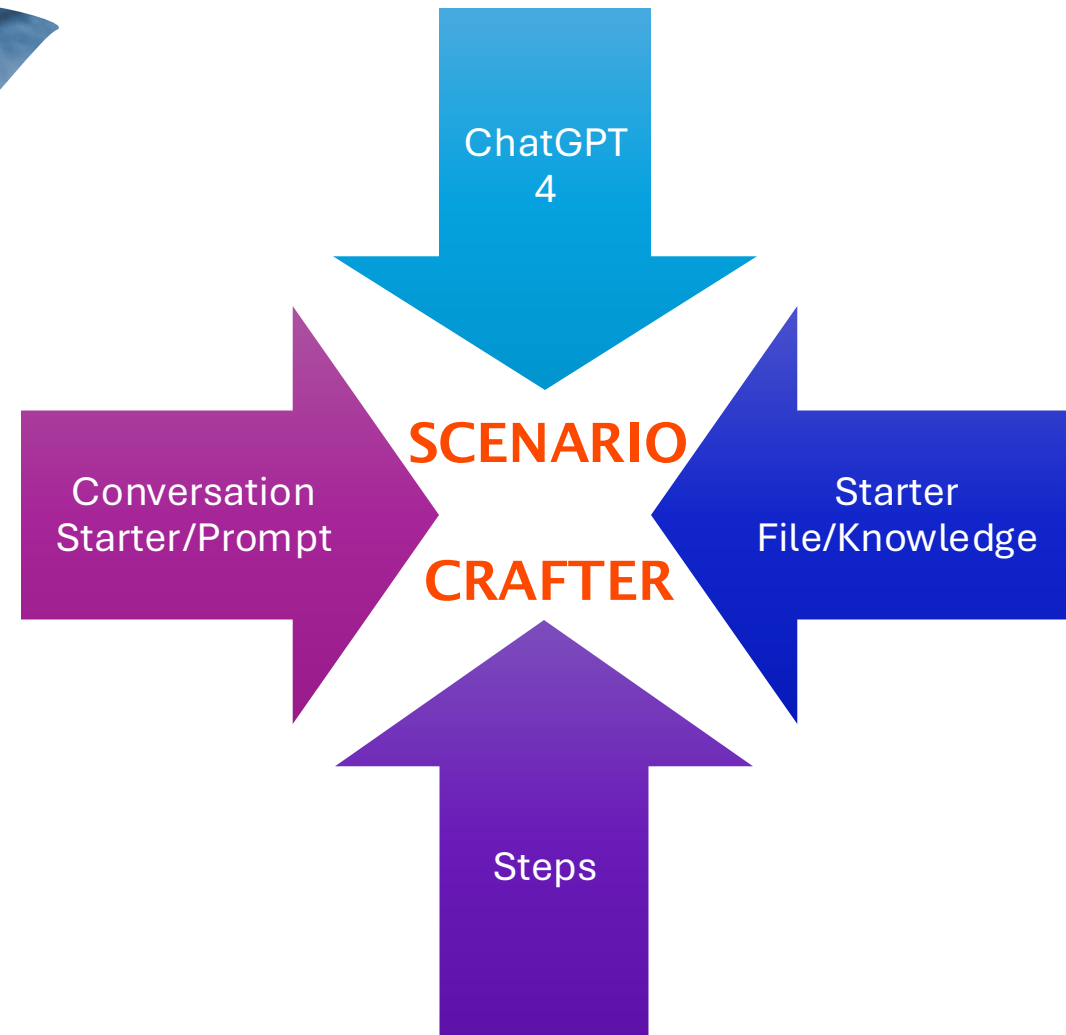 ChatGPT
4
SCENARIO
CRAFTER
Conversation
Starter/Prompt
Starter
File/Knowledge
Steps